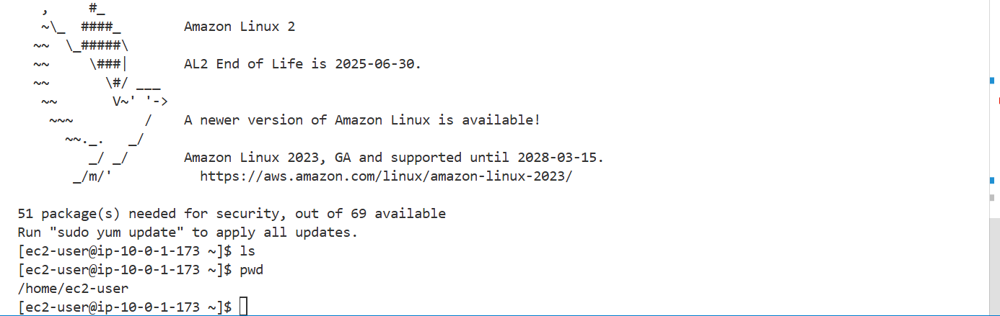 ,     #_
   ~\_  ####_        Amazon Linux 2
  ~~  \_#####\
  ~~     \###|       AL2 End of Life is 2025-06-30.
  ~~       \#/ ___
   ~~       V~' '->
    ~~~         /    A newer version of Amazon Linux is available!
      ~~._.   _/
         _/ _/       Amazon Linux 2023, GA and supported until 2028-03-15.
       _/m/'           https://aws.amazon.com/linux/amazon-linux-2023/

51 package(s) needed for security, out of 69 available
Run "sudo yum update" to apply all updates.
[ec2-user@ip-10-0-1-173 ~]$ ls
[ec2-user@ip-10-0-1-173 ~]$ pwd
/home/ec2-user
[ec2-user@ip-10-0-1-173 ~]$